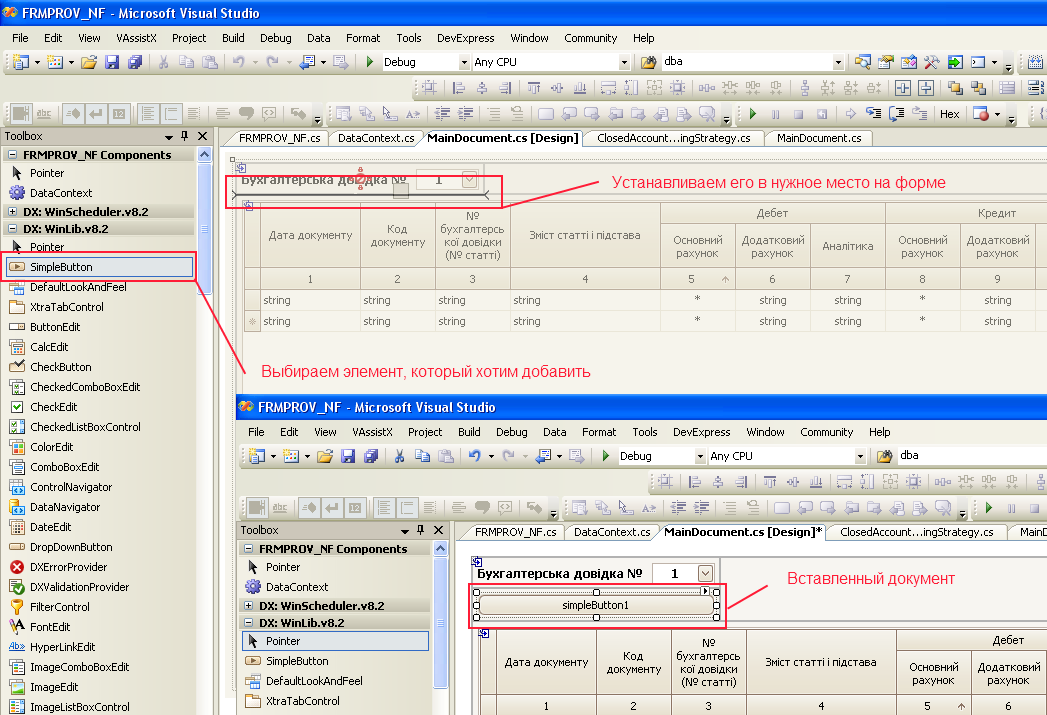 FRMPROV_NF - Microsoft Visual Studio
File Edit View VAssistX Project Build Debug Data Format Tools DevExpress Window Community Help
Debug Any CPU dba
abc 12 Hex
Toolbox
FRMPROV_NF.cs DataContext.cs MainDocument.cs [Design] ClosedAccount...ingStrategy.cs MainDocument.cs
FRMPROV_NF Components
Pointer
DataContext
DX: WinScheduler.v8.2
DX: WinLib.v8.2
Pointer
SimpleButton
DefaultLookAndFeel
XtraTabControl
ButtonEdit
CalcEdit
CheckButton
CheckedComboBoxEdit
CheckEdit
CheckedListBoxControl
ColorEdit
ComboBoxEdit
ControlNavigator
DataNavigator
DateEdit
DropDownButton
DXErrorProvider
DXValidationProvider
FilterControl
FontEdit
HyperLinkEdit
ImageComboBoxEdit
ImageEdit
ImageListBoxControl
Бухгалтерська довідка № 1
Устанавливаем его в нужное место на форме
Дебет Кредит
Дата документу
Код документу
№ бухгалтерсь кої довідки (№ статті)
Зміст статті і підстава
Основний рахунок
Додатковий рахунок
Аналітика
Основний рахунок
Додатковий рахунок
1 2 3 4 5 6 7 8 9
string string string string * string string * string
string string string string * string string * string
Выбираем элемент, который хотим добавить
FRMPROV_NF - Microsoft Visual Studio
File Edit View VAssistX Project Build Debug Data Format Tools DevExpress Window Community Help
Debug Any CPU dba
abc 12
Toolbox
FRMPROV_NF.cs DataContext.cs MainDocument.cs [Design]* ClosedAccount...ingStrategy.cs MainD
FRMPROV_NF Components
Pointer
DataContext
DX: WinScheduler.v8.2
DX: WinLib.v8.2
Pointer
SimpleButton
DefaultLookAndFeel
XtraTabControl
Бухгалтерська довідка № 1
Вставленный документ
simpleButton1
Дебет
Дата документу
Код документу
№ бухгалтерсь кої довідки (№ статті)
Зміст статті і підстава
Основний рахунок
Додатковий рахунок
1 2 3 4 5 6